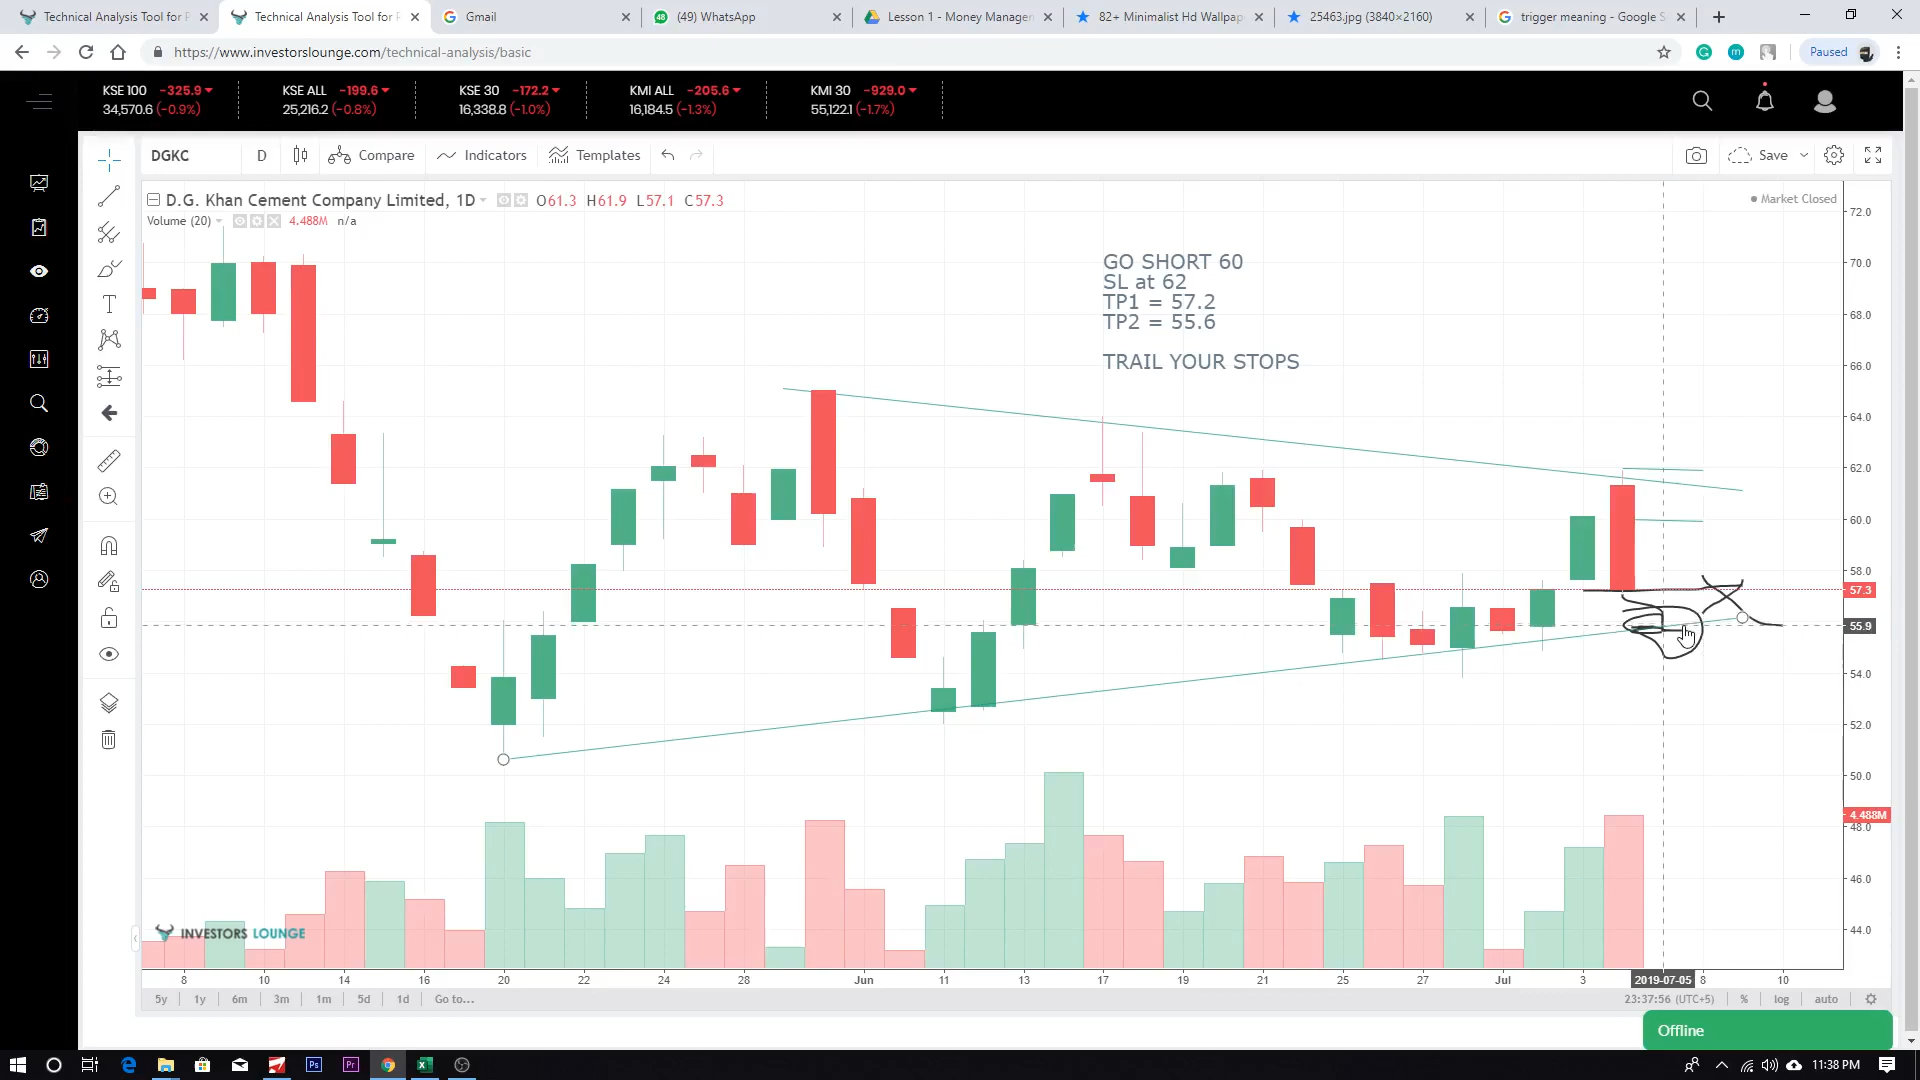 Technical Analysis Tool for P
Technical Analysis Tool for P
Gmail
(49) WhatsApp
Lesson 1 - Money Managem
82+ Minimalist Hd Wallpap
25463.jpg (3840×2160)
trigger meaning - Google S
https://www.investorslounge.com/technical-analysis/basic
Paused
KSE 100 -325.9
34,570.6 (-0.9%)
KSE ALL -199.6
25,216.2 (-0.8%)
KSE 30 -172.2
16,338.8 (-1.0%)
KMI ALL -205.6
16,184.5 (-1.3%)
KMI 30 -929.0
55,122.1 (-1.7%)
DGKC
D
Compare
Indicators
Templates
Save
D.G. Khan Cement Company Limited, 1D O61.3 H61.9 L57.1 C57.3
Market Closed
Volume (20) 4.488M n/a
GO SHORT 60
SL at 62
TP1 = 57.2
TP2 = 55.6
TRAIL YOUR STOPS
72.0
70.0
68.0
66.0
64.0
62.0
60.0
58.0
57.3
55.9
54.0
52.0
50.0
4.488M
48.0
46.0
44.0
INVESTORS LOUNGE
8 10 14 16 20 22 24 28 Jun 11 13 17 19 21 25 27 Jul 3 2019-07-05 8 10
5y 1y 6m 3m 1m 5d 1d Go to...
23:37:56 (UTC+5) % log auto
Offline
11:38 PM